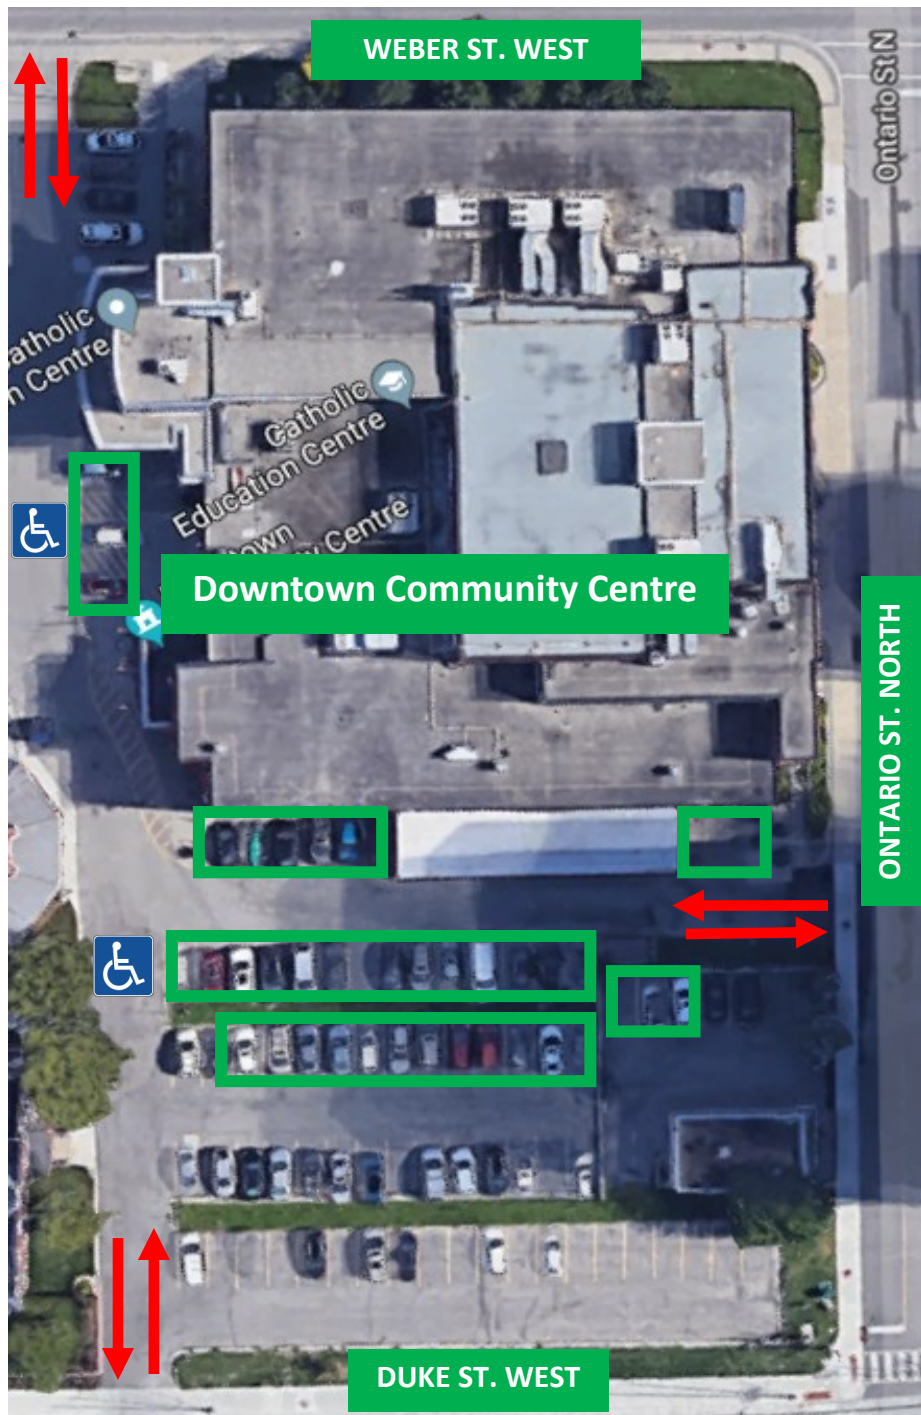 WEBER ST. WEST
Ontario St N
atholic
n Centre
Catholic
Education Centre
own
y Centre
Downtown Community Centre
ONTARIO ST. NORTH
DUKE ST. WEST